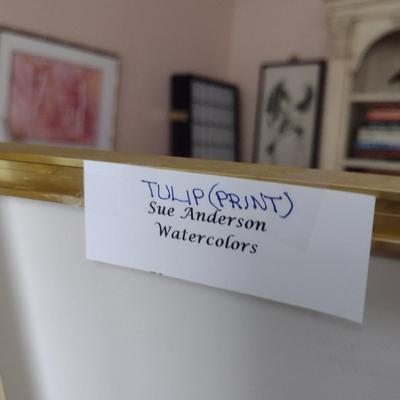 TULIP (PRINT)
Sue Anderson
Watercolors